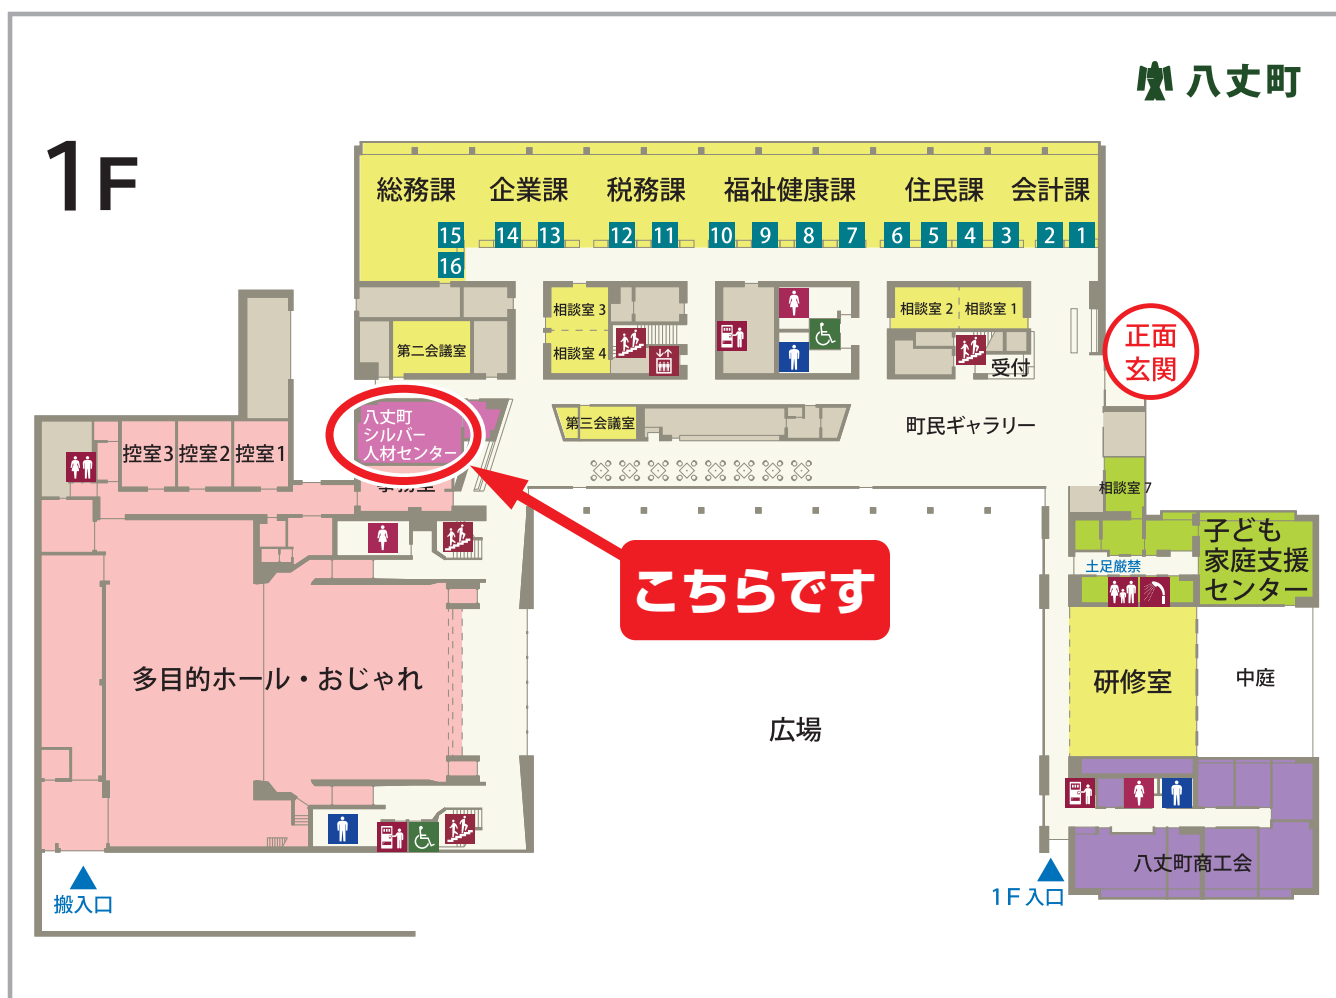 八丈町
1F
総務課
企業課
税務課
福祉健康課
住民課
会計課
15
14
13
12
11
10
9
8
7
6
5
4
3
2
1
16
相談室 3
相談室 4
相談室 2
相談室 1
第二会議室
受付
正面
玄関
八丈町
シルバー
人材センター
第三会議室
町民ギャラリー
控室3
控室2
控室1
事務室
相談室 7
子ども
家庭支援
センター
土足厳禁
こちらです
多目的ホール・おじゃれ
広場
研修室
中庭
八丈町商工会
搬入口
1F 入口